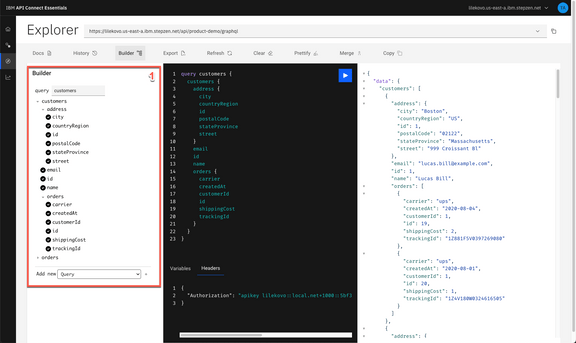 IBM API Connect Essentials
lilekovo.us-east-a.ibm.stepzen.net
Explorer
https://lilekovo.us-east-a.ibm.stepzen.net/api/product-demo/graphql
Docs
History
Builder
Export
Refresh
Clear
Prettify
Merge
Copy
Builder
1
query customers
customers
address
city
countryRegion
id
postalCode
stateProvince
street
email
id
name
orders
carrier
createdAt
customerId
id
shippingCost
trackingId
orders
Add new Query +
1 query customers {
2 customers {
3 address {
4 city
5 countryRegion
6 id
7 postalCode
8 stateProvince
9 street
10 }
11 email
12 id
13 name
14 orders {
15 carrier
16 createdAt
17 customerId
18 id
19 shippingCost
20 trackingId
21 }
22 }
23 }
Variables Headers
1 {
2 "Authorization": "apikey lilekovo::local.net+1000::5bf3
3 }
{
"data": {
"customers": [
{
"address": {
"city": "Boston",
"countryRegion": "US",
"id": 1,
"postalCode": "02122",
"stateProvince": "Massachusetts",
"street": "999 Croissant Bl"
},
"email": "lucas.bill@example.com",
"id": 1,
"name": "Lucas Bill",
"orders": [
{
"carrier": "ups",
"createdAt": "2020-08-04",
"customerId": 1,
"id": 19,
"shippingCost": 2,
"trackingId": "1Z881F5V0397269080"
},
{
"carrier": "ups",
"createdAt": "2020-08-01",
"customerId": 1,
"id": 20,
"shippingCost": 1,
"trackingId": "1Z4V180W0324616505"
}
]
},
{
"address": {